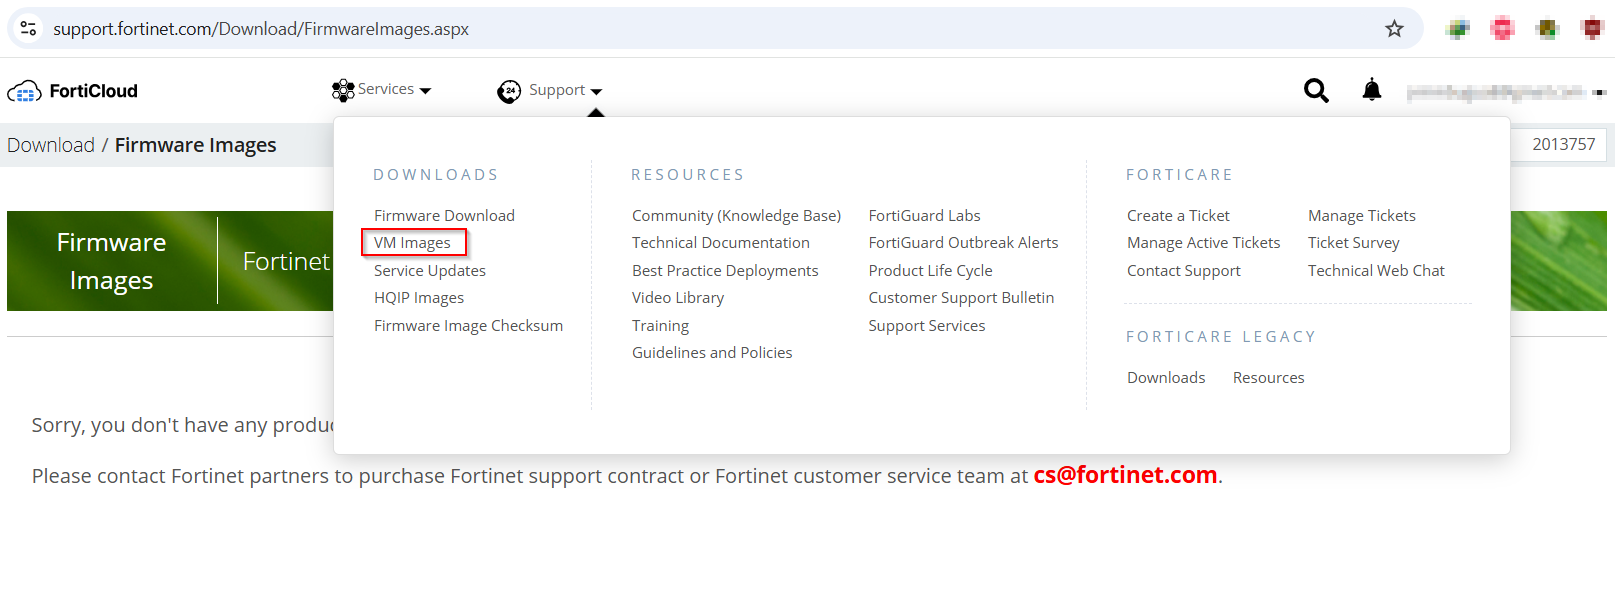 support.fortinet.com/Download/FirmwareImages.aspx
FortiCloud
Services
24
Support
Download / Firmware Images
2013757
Firmware
Images
Fortinet
DOWNLOADS
Firmware Download
VM Images
Service Updates
HQIP Images
Firmware Image Checksum
RESOURCES
Community (Knowledge Base)
Technical Documentation
Best Practice Deployments
Video Library
Training
Guidelines and Policies
FortiGuard Labs
FortiGuard Outbreak Alerts
Product Life Cycle
Customer Support Bulletin
Support Services
FORTICARE
Create a Ticket
Manage Active Tickets
Contact Support
Manage Tickets
Ticket Survey
Technical Web Chat
FORTICARE LEGACY
Downloads
Resources
Sorry, you don't have any
Please contact Fortinet partners to purchase Fortinet support contract or Fortinet customer service team at cs@fortinet.com.